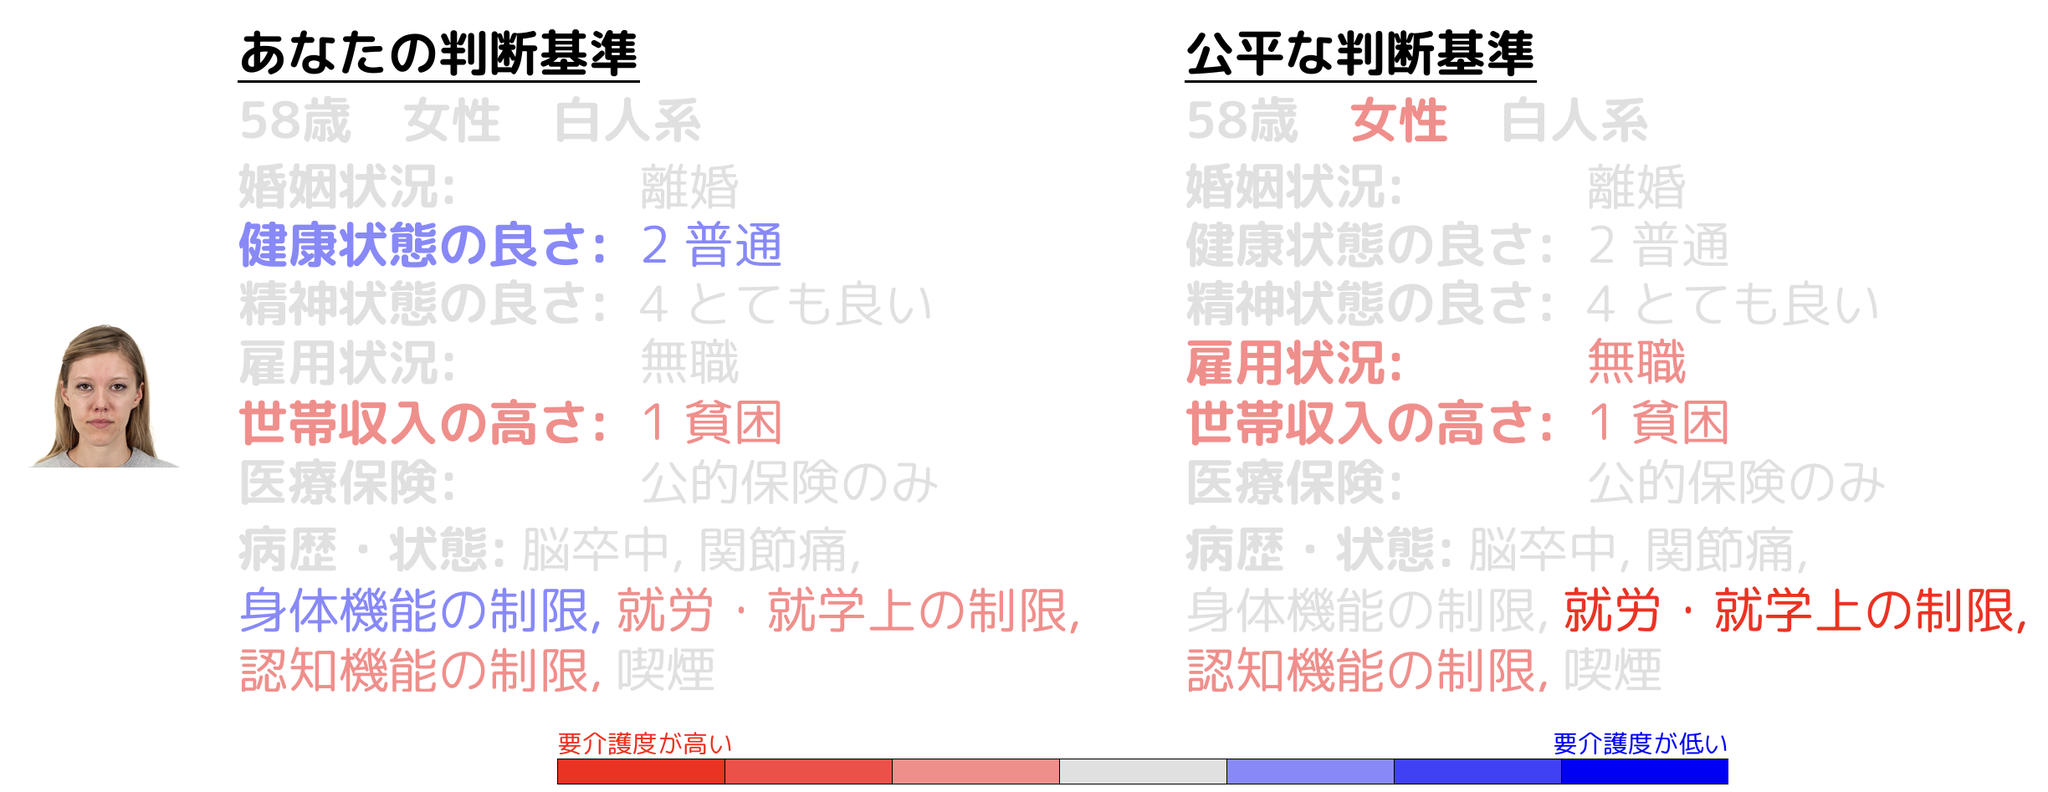 あなたの判断基準
58歳 女性 白人系
婚姻状況: 離婚
健康状態の良さ: 2 普通
精神状態の良さ: 4 とても良い
雇用状況: 無職
世帯収入の高さ: 1 貧困
医療保険: 公的保険のみ
病歴・状態: 脳卒中, 関節痛,
身体機能の制限, 就労・就学上の制限,
認知機能の制限, 喫煙
公平な判断基準
58歳 女性 白人系
婚姻状況: 離婚
健康状態の良さ: 2 普通
精神状態の良さ: 4 とても良い
雇用状況: 無職
世帯収入の高さ: 1 貧困
医療保険: 公的保険のみ
病歴・状態: 脳卒中, 関節痛,
身体機能の制限, 就労・就学上の制限,
認知機能の制限, 喫煙
要介護度が高い
要介護度が低い